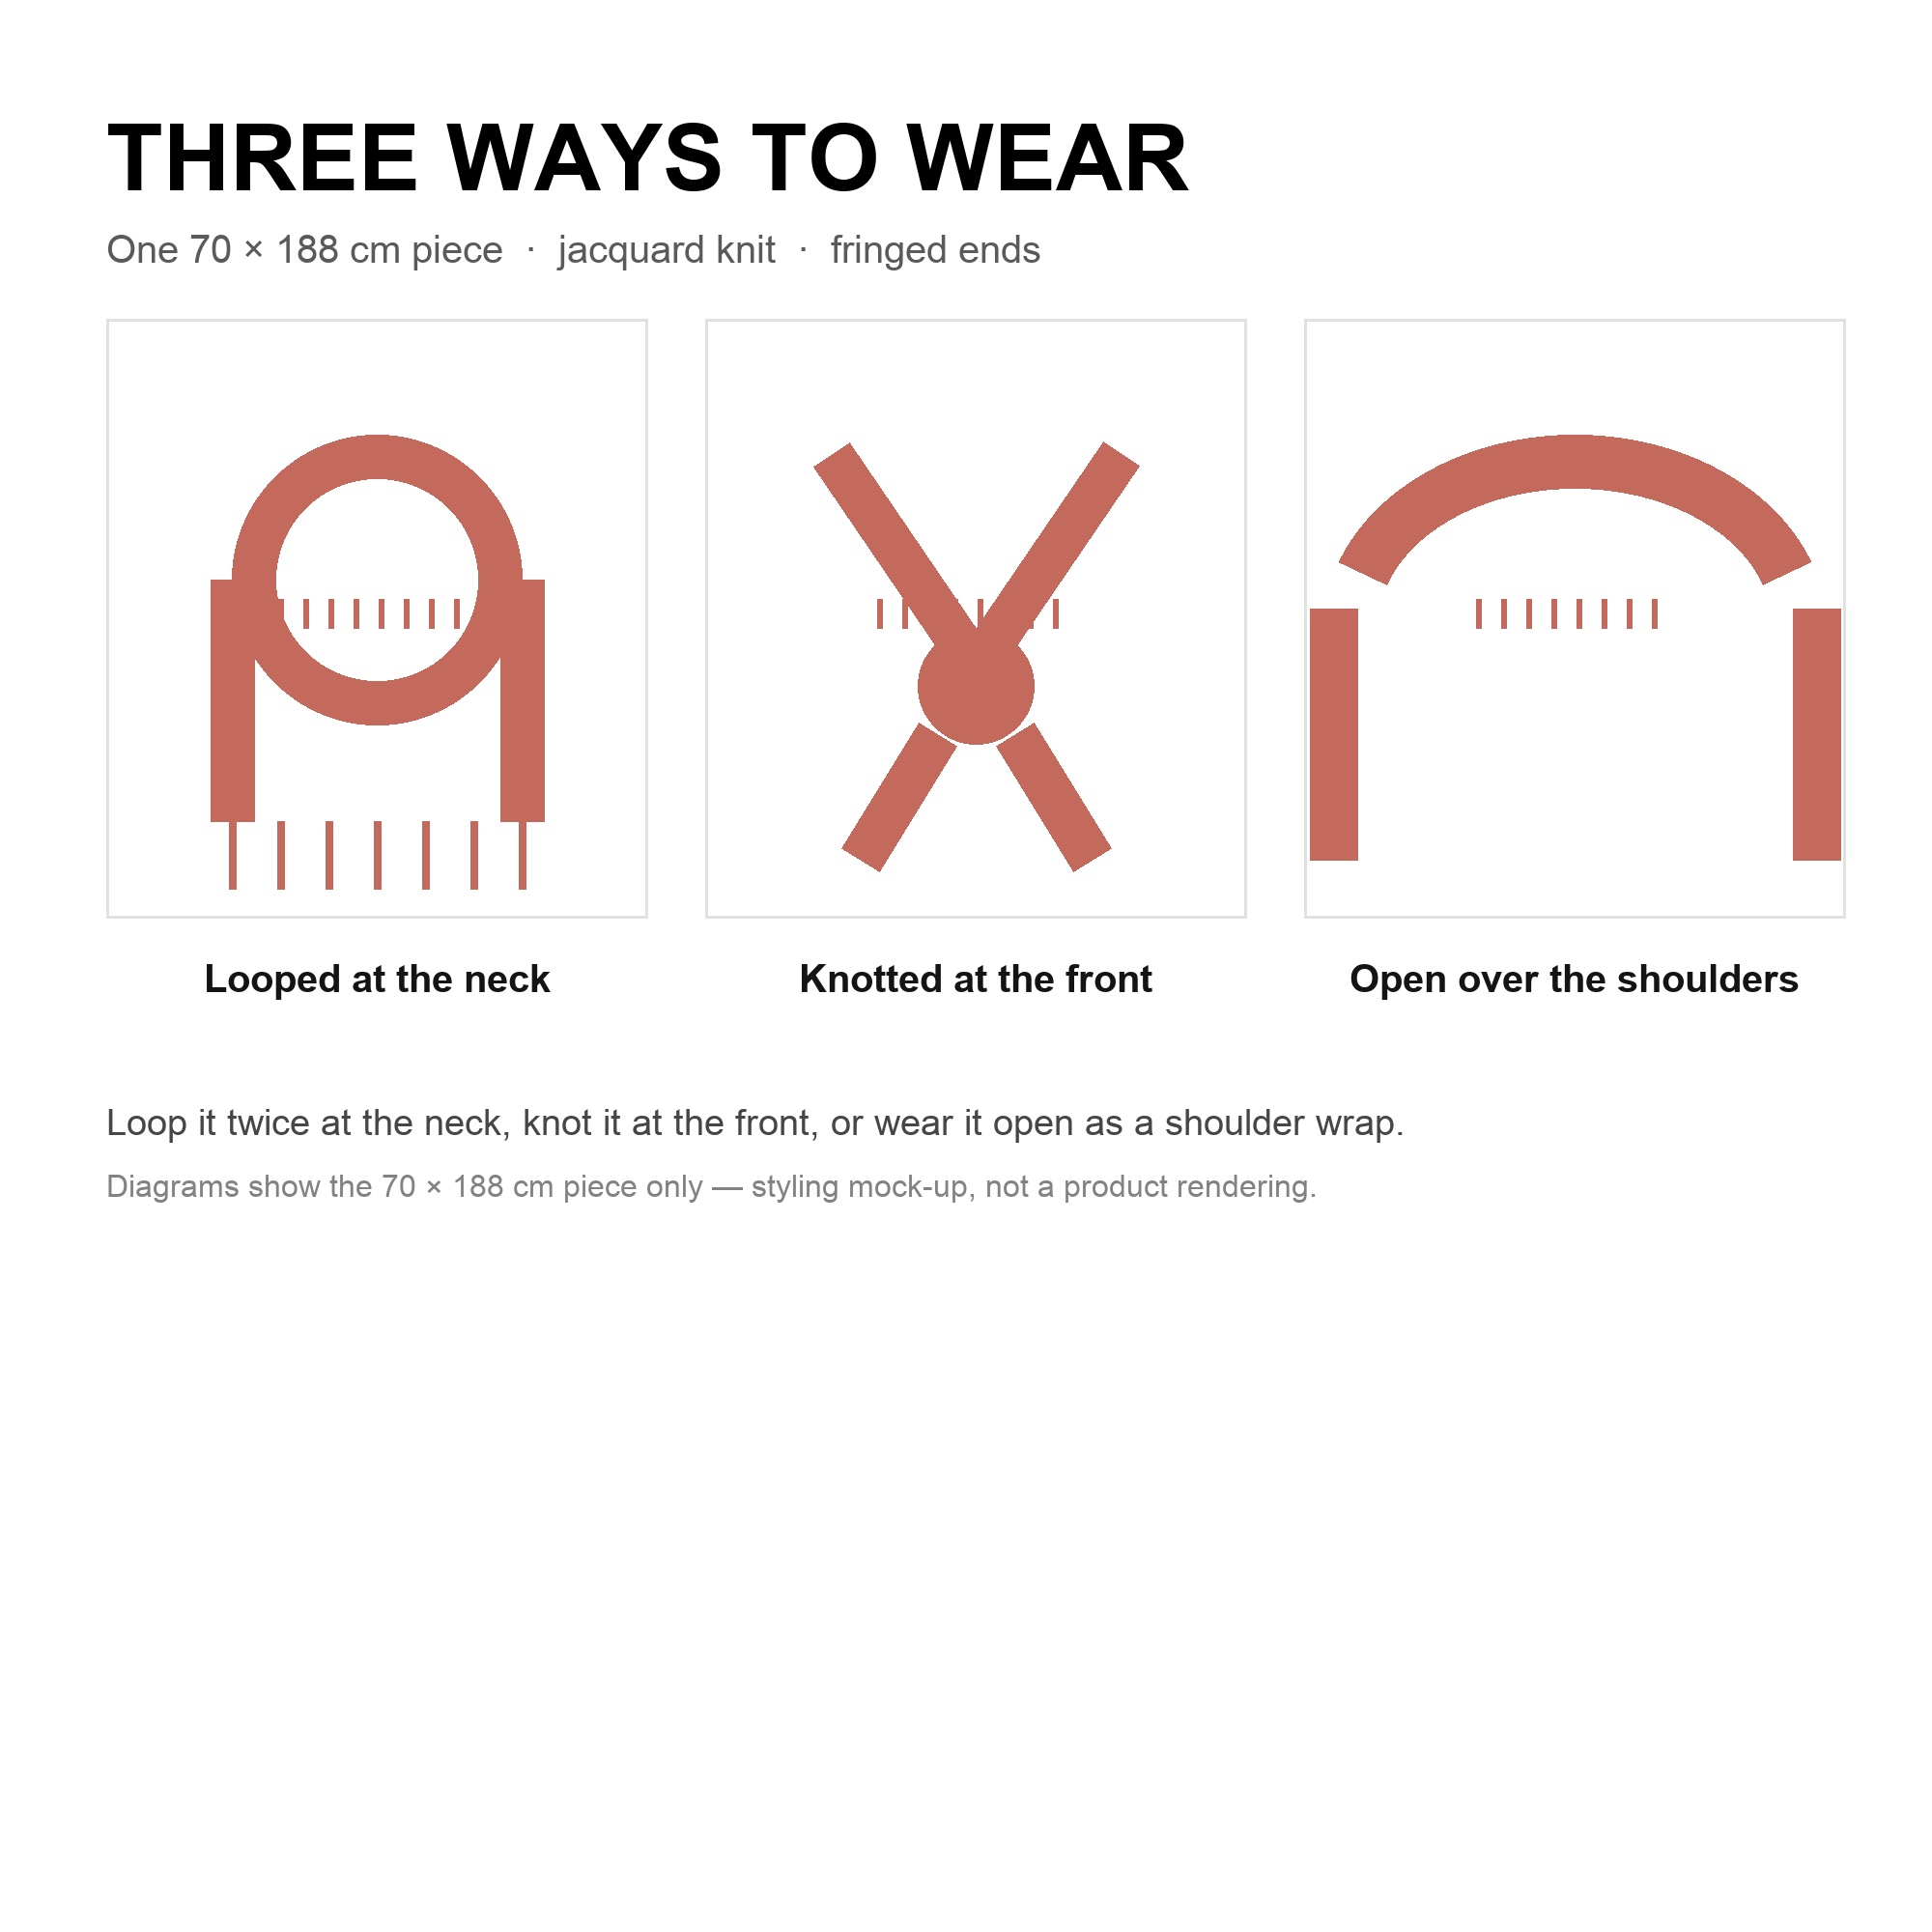 THREE WAYS TO WEAR
One 70 × 188 cm piece · jacquard knit · fringed ends
Looped at the neck
Knotted at the front
Open over the shoulders
Loop it twice at the neck, knot it at the front, or wear it open as a shoulder wrap.
Diagrams show the 70 × 188 cm piece only — styling mock-up, not a product rendering.